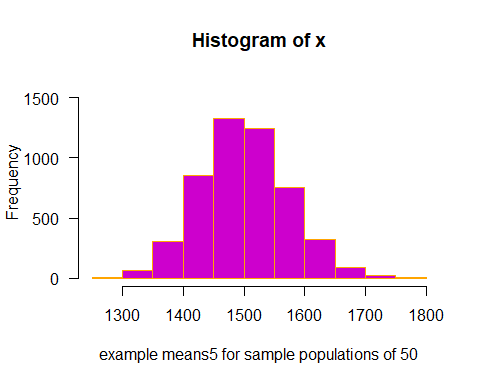 Histogram of x
Frequency
1500
1000
500
0
1300 1400 1500 1600 1700 1800
example means5 for sample populations of 50